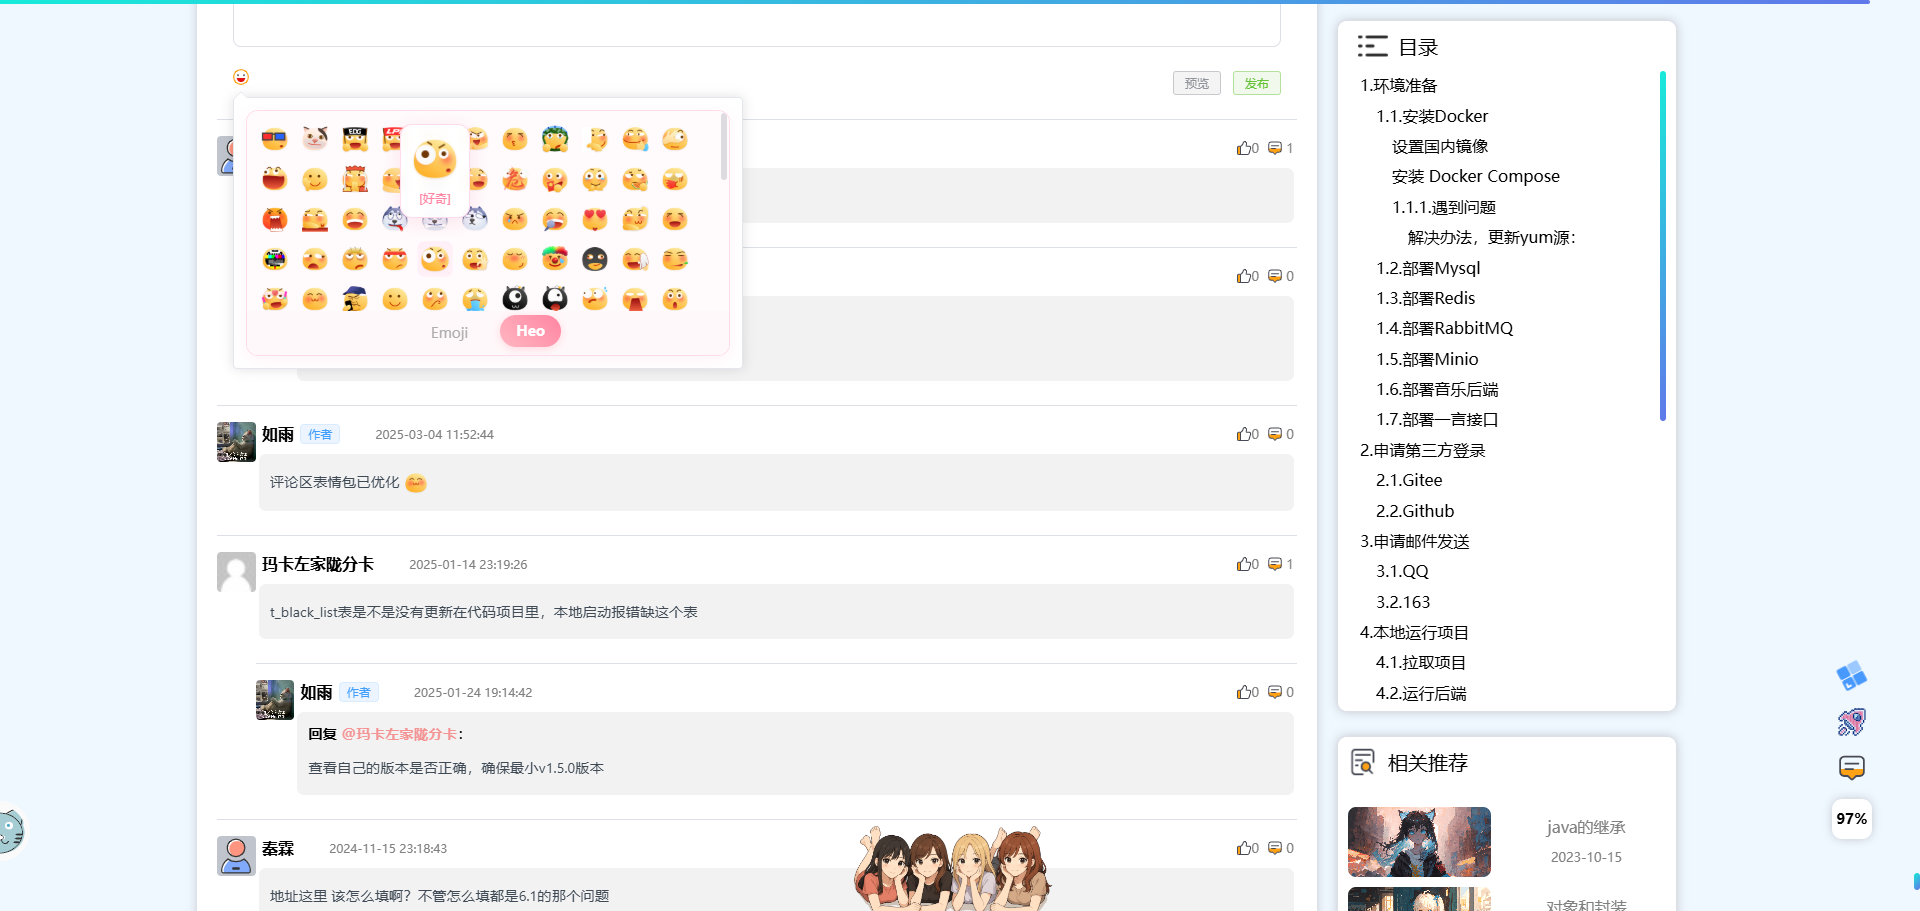 预览
发布
EDG
[好奇]
Emoji
Heo
0
1
0
0
如雨
作者
2025-03-04 11:52:44
0
0
评论区表情包已优化
玛卡左家陇分卡
2025-01-14 23:19:26
0
1
t_black_list表是不是没有更新在代码项目里，本地启动报错缺这个表
如雨
作者
2025-01-24 19:14:42
0
0
回复 @玛卡左家陇分卡：
查看自己的版本是否正确，确保最小v1.5.0版本
秦霖
2024-11-15 23:18:43
0
0
地址这里 该怎么填啊？不管怎么填都是6.1的那个问题
目录
1.环境准备
1.1.安装Docker
设置国内镜像
安装 Docker Compose
1.1.1.遇到问题
解决办法，更新yum源：
1.2.部署Mysql
1.3.部署Redis
1.4.部署RabbitMQ
1.5.部署Minio
1.6.部署音乐后端
1.7.部署一言接口
2.申请第三方登录
2.1.Gitee
2.2.Github
3.申请邮件发送
3.1.QQ
3.2.163
4.本地运行项目
4.1.拉取项目
4.2.运行后端
相关推荐
java的继承
2023-10-15
对象和封装
97%